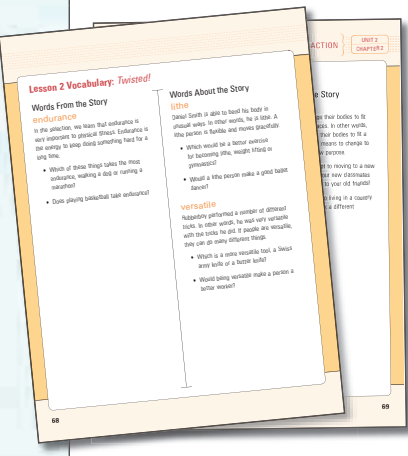 Lesson 2 Vocabulary: Twisted!
Words From the Story
endurance
In the selection, we learn that endurance is
very important to physical fitness. Endurance is
the energy to keep doing something hard for a
long time.
• Which of these things takes the most
endurance, walking a dog or running a
marathon?
• Does playing basketball take endurance?
Words About the Story
lithe
Daniel Smith is able to bend his body in
unusual ways. In other words, he is lithe. A
lithe person is flexible and moves gracefully.
• Which would be a better exercise
for becoming lithe, weight lifting or
gymnastics?
• Would a lithe person make a good ballet
dancer?
versatile
Rubberboy performed a number of different
tricks. In other words, he was very versatile
with the tricks he did. If people are versatile,
they can do many different things.
• Which is a more versatile tool, a Swiss
army knife or a butter knife?
• Would being versatile make a person a
better worker?
68
ACTION
UNIT 2
CHAPTER 2
e Story
their bodies to fit
In other words,
their bodies to fit a
means to change to
purpose.
to moving to a new
our new classmates
to your old friends?
living in a country
a different
69